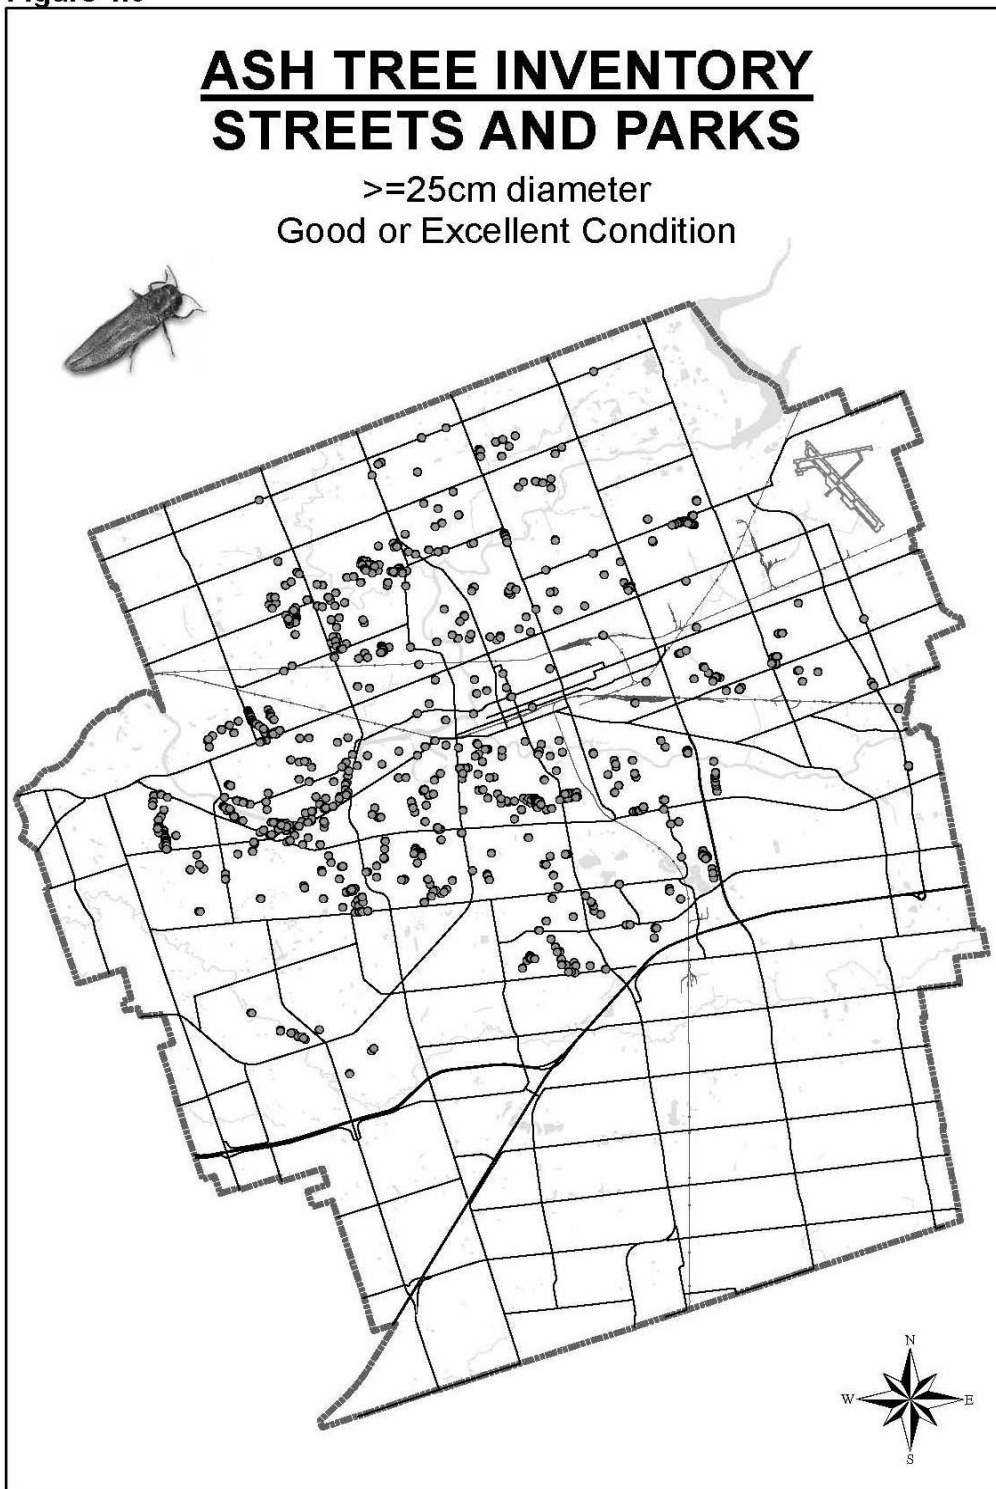 ASH TREE INVENTORY
STREETS AND PARKS
>=25cm diameter
Good or Excellent Condition
N
W
E
S